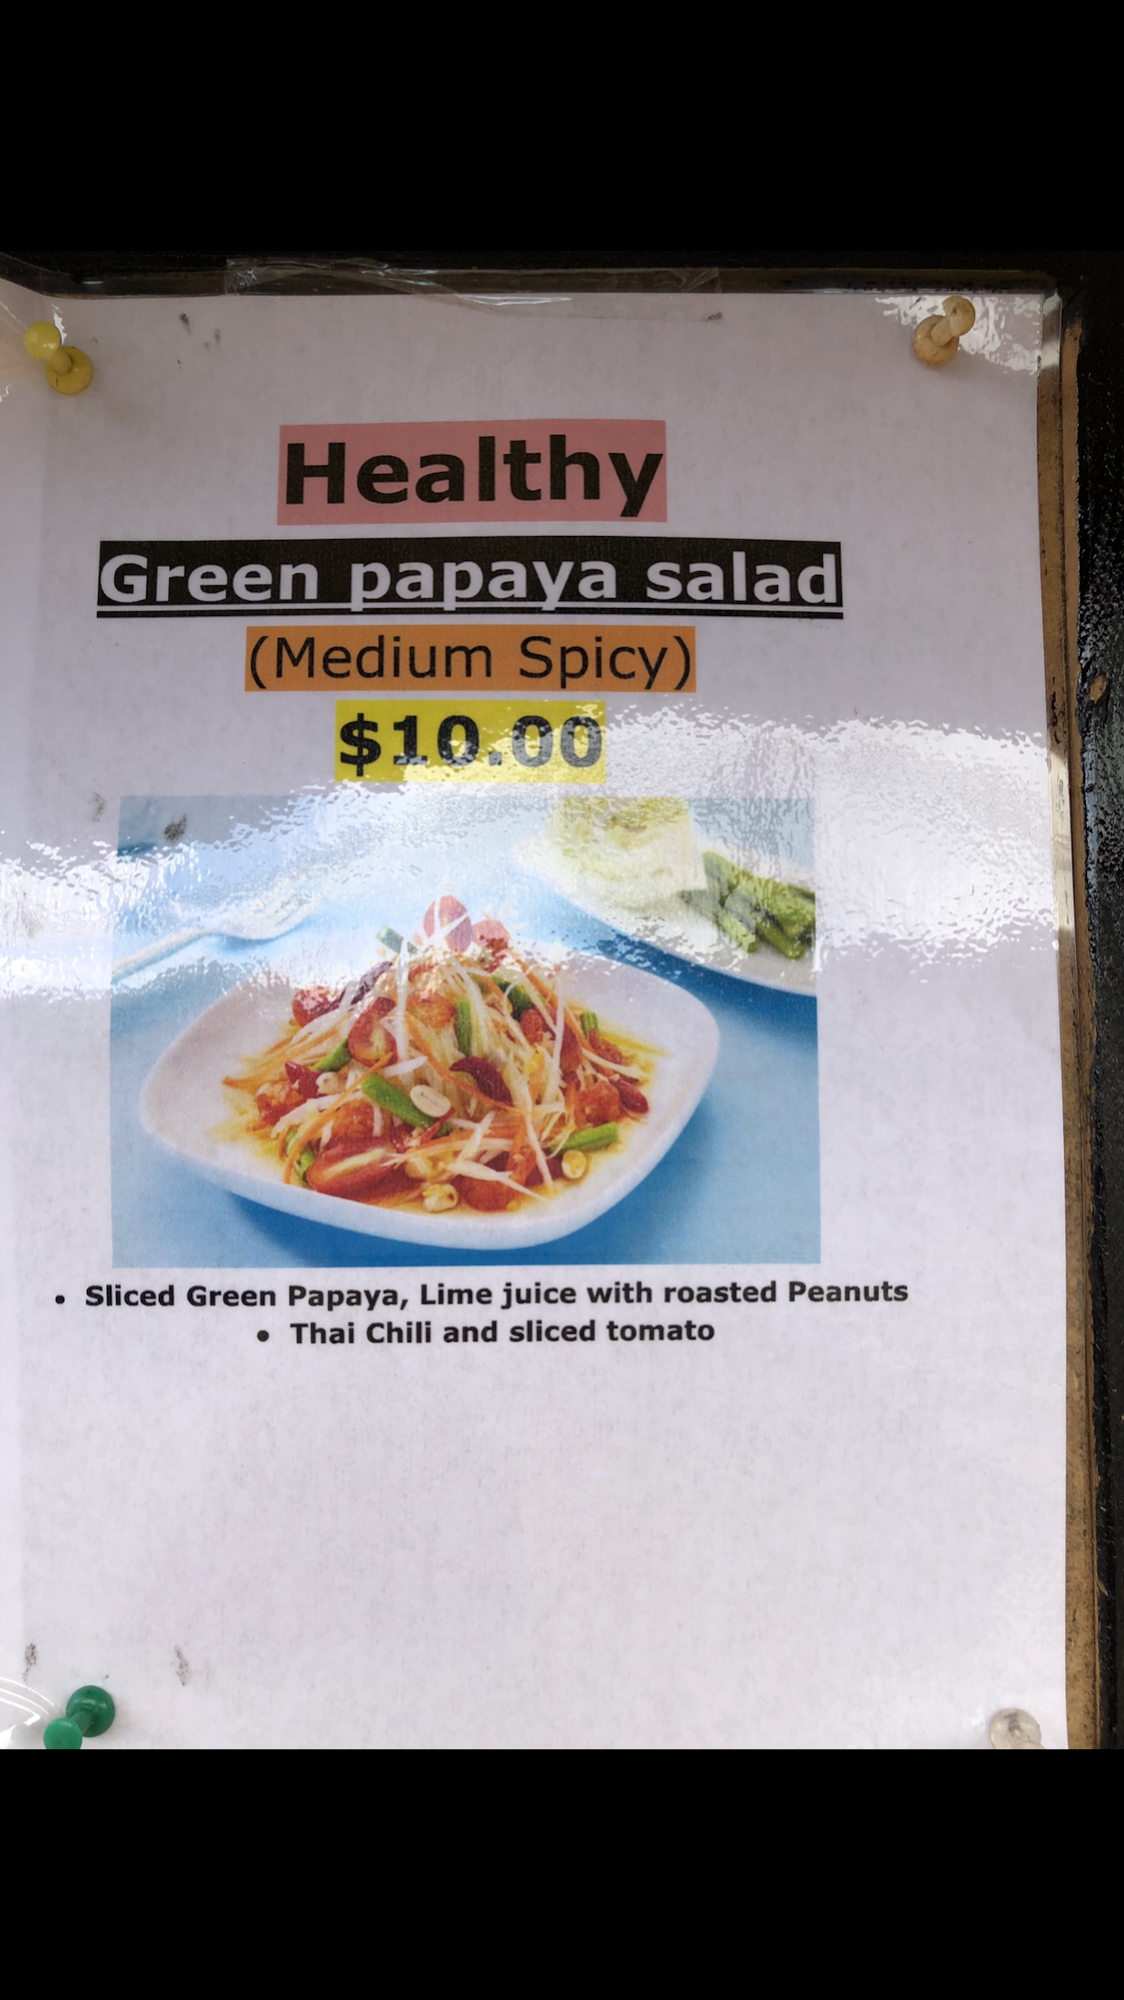 Healthy
Green papaya salad
(Medium Spicy)
$10.00
• Sliced Green Papaya, Lime juice with roasted Peanuts
• Thai Chili and sliced tomato